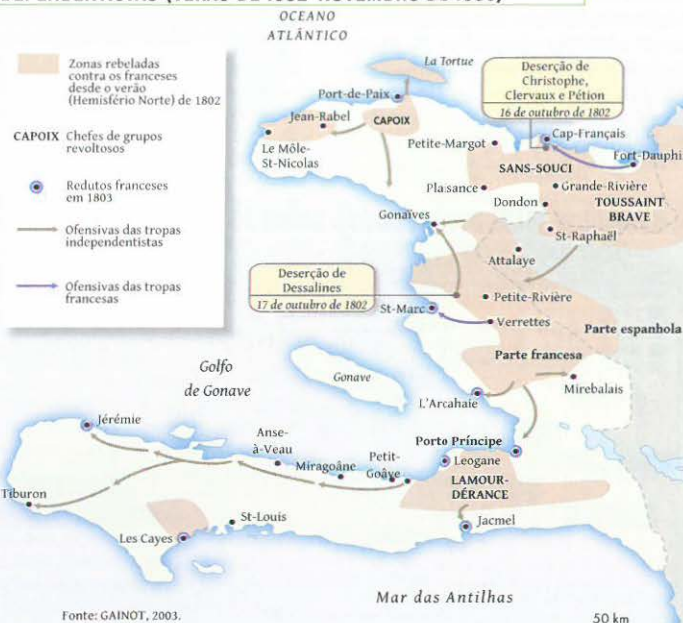 OCEANO
ATLÂNTICO
Zonas rebeladas
contra os franceses
desde o verão
(Hemisfério Norte) de 1802
CAPOIX Chefes de grupos
revoltosos
Redutos franceses
em 1803
Ofensivas das tropas
independentistas
Ofensivas das tropas
francesas
La Tortue
Deserção de
Christophe,
Clervaux e Pétion
16 de outubro de 1802
Port-de-Paix
Jean-Rabel
CAPOIX
Le Môle-
St-Nicolas
Petite-Margot
Cap-Français
Fort-Dauphi
SANS-SOUCI
Plaisance
Grande-Rivière
Dondon
TOUSSAINT
BRAVE
Gonaïves
St-Raphaël
Attalaye
Deserção de
Dessalines
17 de outubro de 1802
Petite-Rivière
St-Marc
Verrettes
Parte espanhola
Parte francesa
Golfo
de Gonave
Gonave
Mirebalais
L'Arcahaie
Jérémie
Anse-
à-Veau
Miragoâne
Petit-
Goâve
Porto Príncipe
Leogane
LAMOUR-
DÉRANCE
Tiburon
St-Louis
Les Cayes
Jacmel
Mar das Antilhas
Fonte: GAINOT, 2003.
50 km